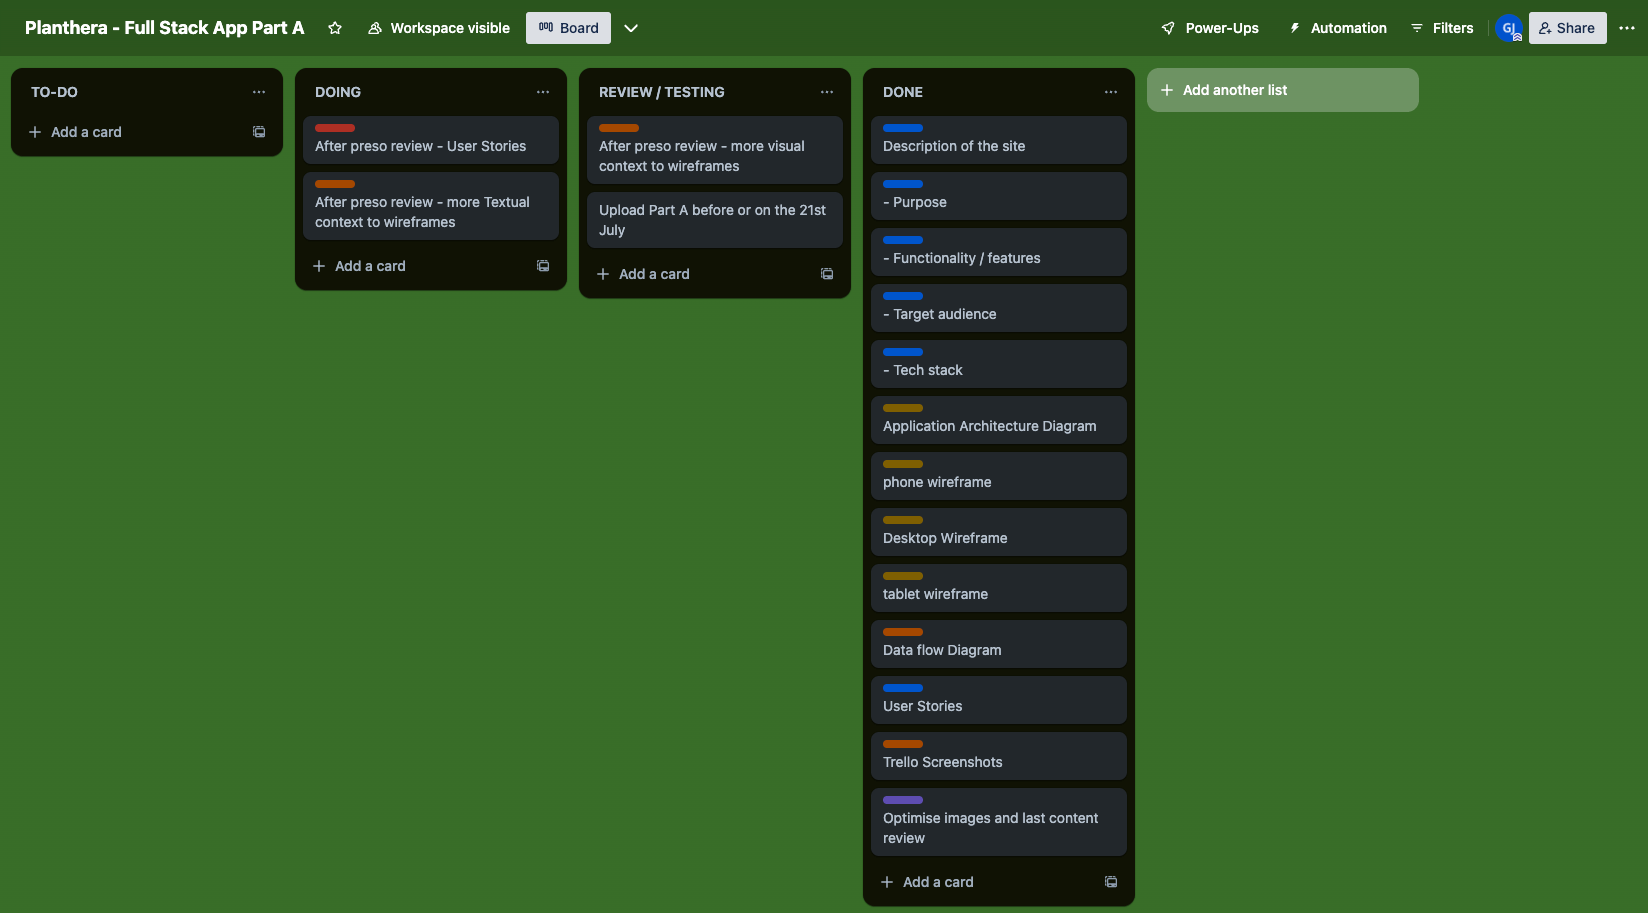 Planthera - Full Stack App Part A
Workspace visible
Board
Power-Ups
Automation
Filters
GJ
Share
TO-DO
Add a card
DOING
After preso review - User Stories
After preso review - more Textual
context to wireframes
Add a card
REVIEW / TESTING
After preso review - more visual
context to wireframes
Upload Part A before or on the 21st
July
Add a card
DONE
Description of the site
- Purpose
- Functionality / features
- Target audience
- Tech stack
Application Architecture Diagram
phone wireframe
Desktop Wireframe
tablet wireframe
Data flow Diagram
User Stories
Trello Screenshots
Optimise images and last content
review
Add a card
Add another list